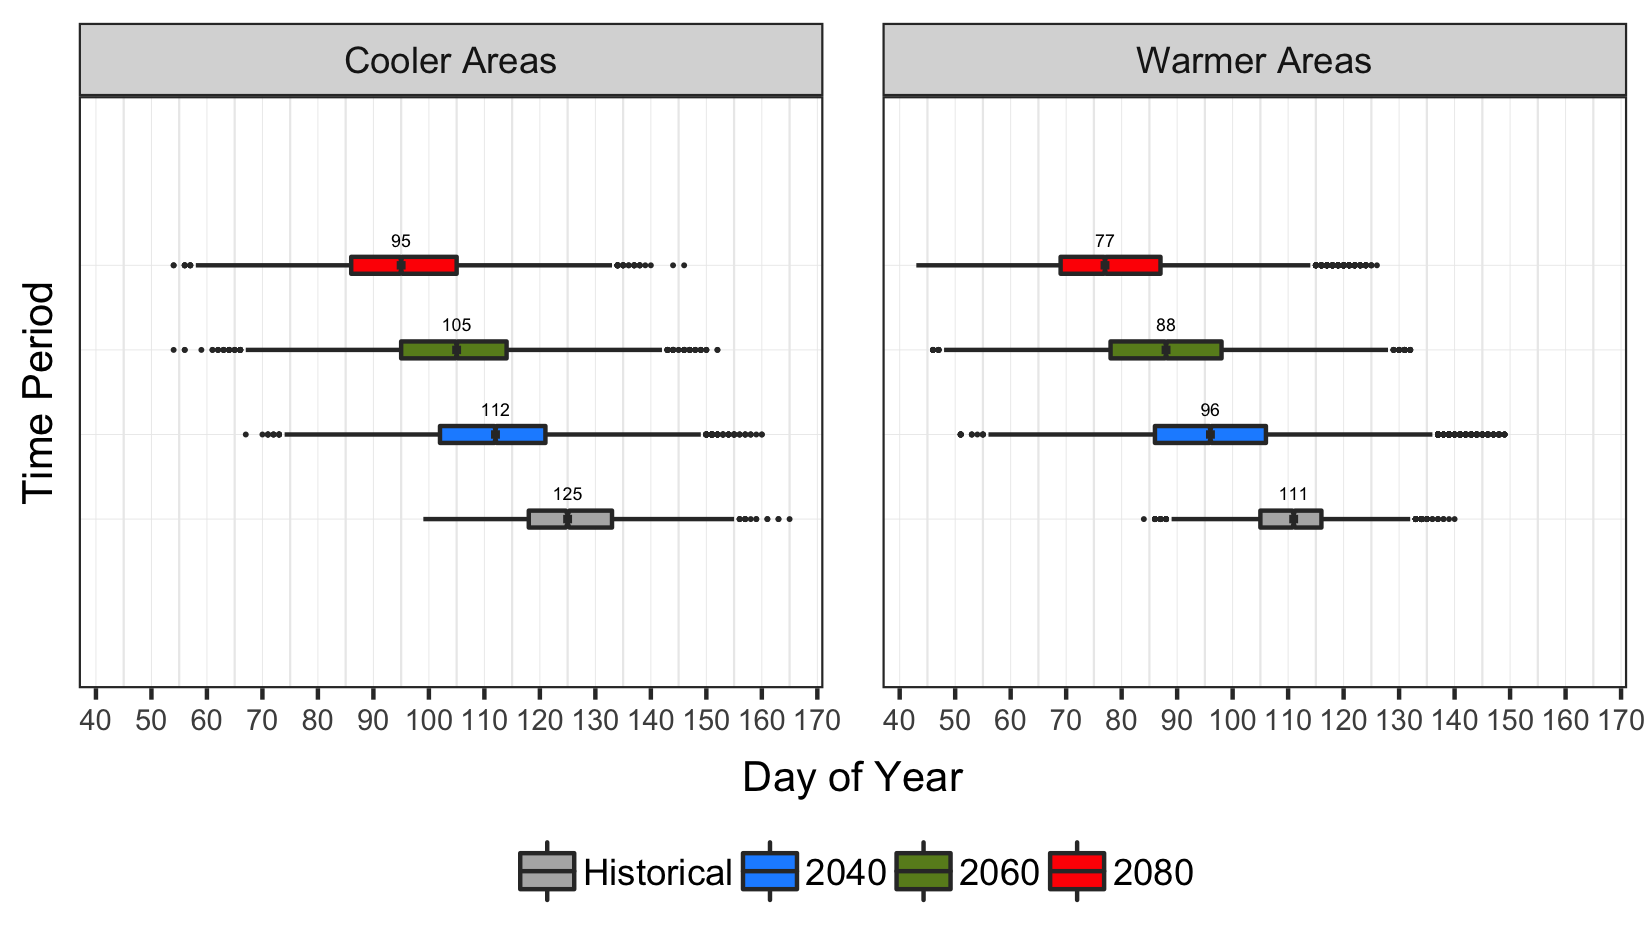 Cooler Areas
Warmer Areas
95
77
105
88
112
96
125
111
Time Period
40 50 60 70 80 90 100 110 120 130 140 150 160 170
40 50 60 70 80 90 100 110 120 130 140 150 160 170
Day of Year
Historical 2040 2060 2080